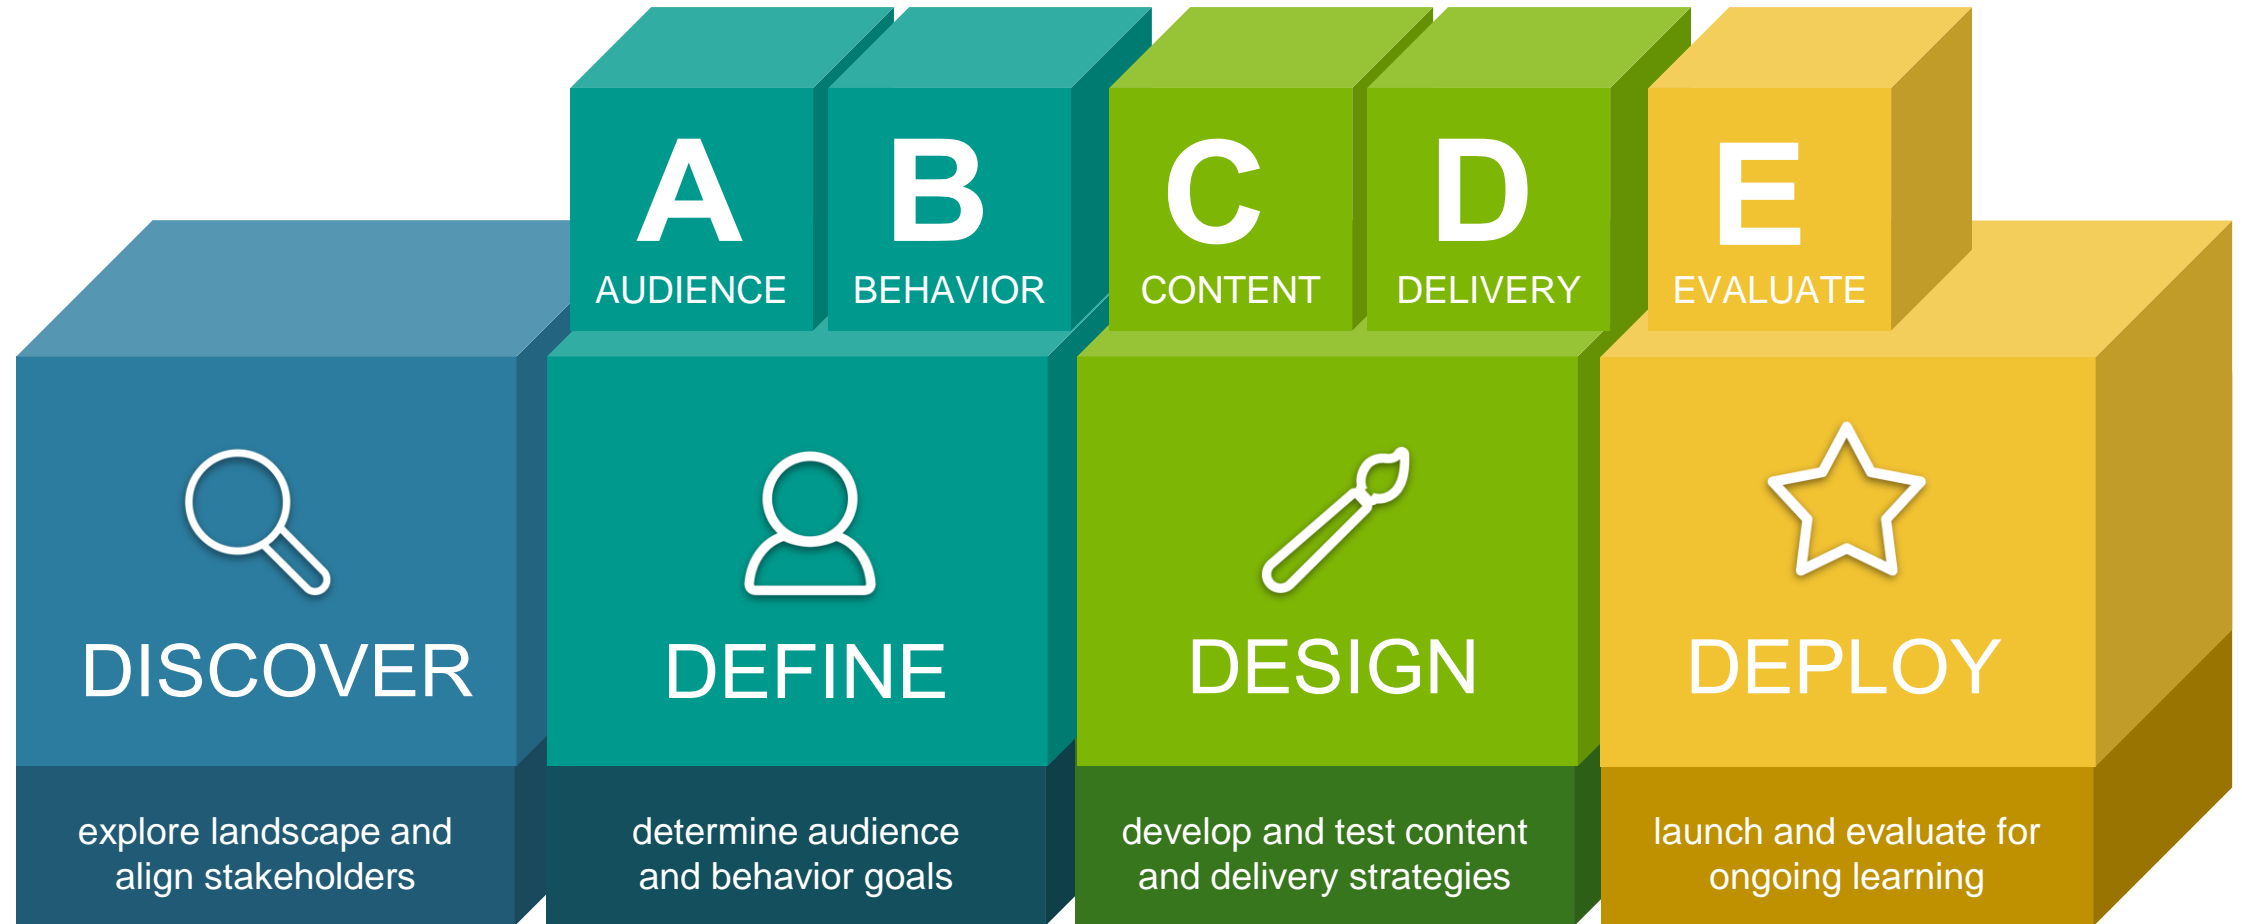 A
AUDIENCE
B
BEHAVIOR
C
CONTENT
D
DELIVERY
E
EVALUATE
DISCOVER
explore landscape and
align stakeholders
DEFINE
determine audience
and behavior goals
DESIGN
develop and test content
and delivery strategies
DEPLOY
launch and evaluate for
ongoing learning